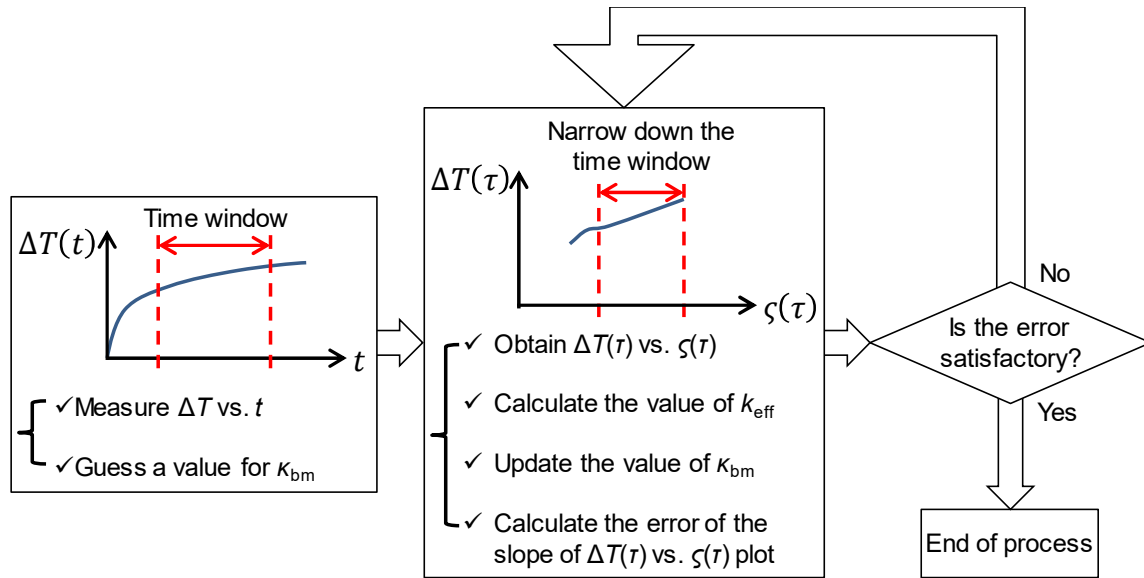 Time window
ΔT(t)
t
✓Measure ΔT vs. t
✓Guess a value for κbm
Narrow down the
time window
ΔT(τ)
ς(τ)
✓ Obtain ΔT(τ) vs. ς(τ)
✓ Calculate the value of keff
✓ Update the value of κbm
✓ Calculate the error of the
slope of ΔT(τ) vs. ς(τ) plot
No
Is the error
satisfactory?
Yes
End of process